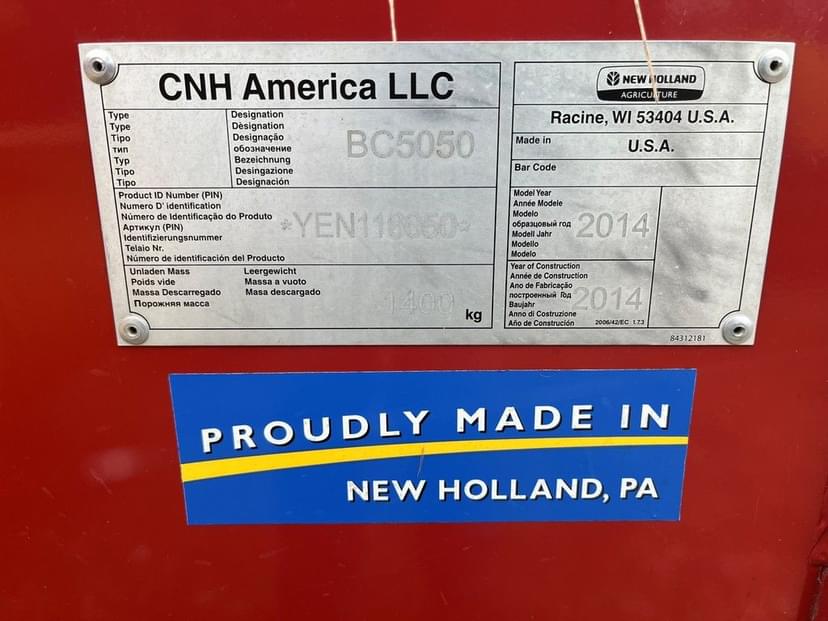 CNH America LLC
Type
Type
Tipo
тип
Typ
Tipo
Tipo
Designation
Dèsignation
Designação
обозначение
Bezeichnung
Desingazione
Designación
BC5050
Product ID Number (PIN)
Numero D' identification
Número de Identificação do Produto
Артикул (PIN)
Identifizierungsnummer
Telaio Nr.
Número de identificación del Producto
Unladen Mass
Poids vide
Massa Descarregado
Порожняя масса
Leergewicht
Massa a vuoto
Masa descargado
1400
kg
NEW HOLLAND
AGRICULTURE
Racine, WI 53404 U.S.A.
Made in
U.S.A.
Bar Code
Model Year
Année Modele
Modelo
образцовый год
Modell Jahr
Modello
Modelo
2014
Year of Construction
Année de Construction
Ano de Fabricação
построенный Год
Baujahr
Anno di Costruzione
Año de Construción
2014
2006/42/EC 1.7.3
84312181
PROUDLY MADE IN
NEW HOLLAND, PA